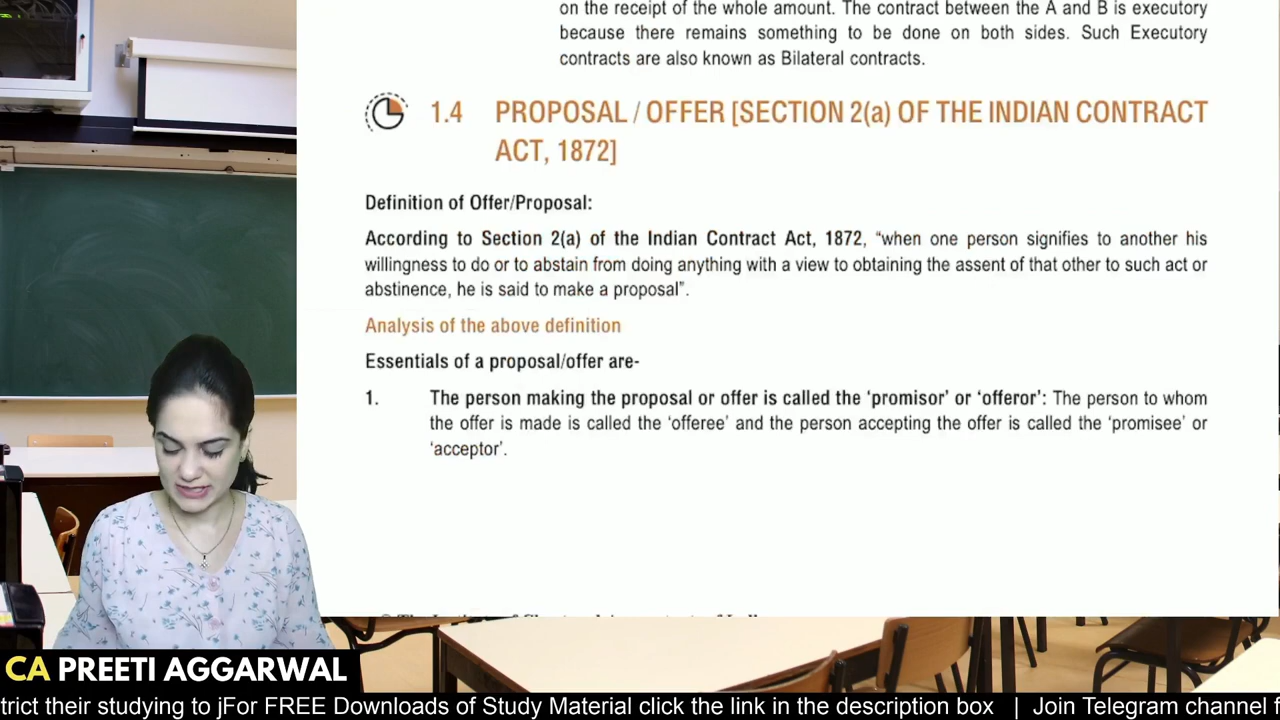 on the receipt of the whole amount. The contract between the A and B is executory
because there remains something to be done on both sides. Such Executory
contracts are also known as Bilateral contracts.
1.4 PROPOSAL / OFFER [SECTION 2(a) OF THE INDIAN CONTRACT
ACT, 1872]
Definition of Offer/Proposal:
According to Section 2(a) of the Indian Contract Act, 1872, “when one person signifies to another his
willingness to do or to abstain from doing anything with a view to obtaining the assent of that other to such act or
abstinence, he is said to make a proposal”.
Analysis of the above definition
Essentials of a proposal/offer are-
1. The person making the proposal or offer is called the ‘promisor’ or ‘offeror’: The person to whom
the offer is made is called the ‘offeree’ and the person accepting the offer is called the ‘promisee’ or
‘acceptor’.
CA PREETI AGGARWAL
trict their studying to jFor FREE Downloads of Study Material click the link in the description box | Join Telegram channel f